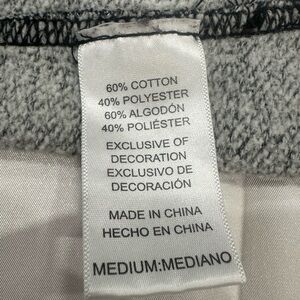 60% COTTON
40% POLYESTER
60% ALGODÓN
40% POLIÉSTER
EXCLUSIVE OF
DECORATION
EXCLUSIVO DE
DECORACIÓN
MADE IN CHINA
HECHO EN CHINA
MEDIUM:MEDIANO